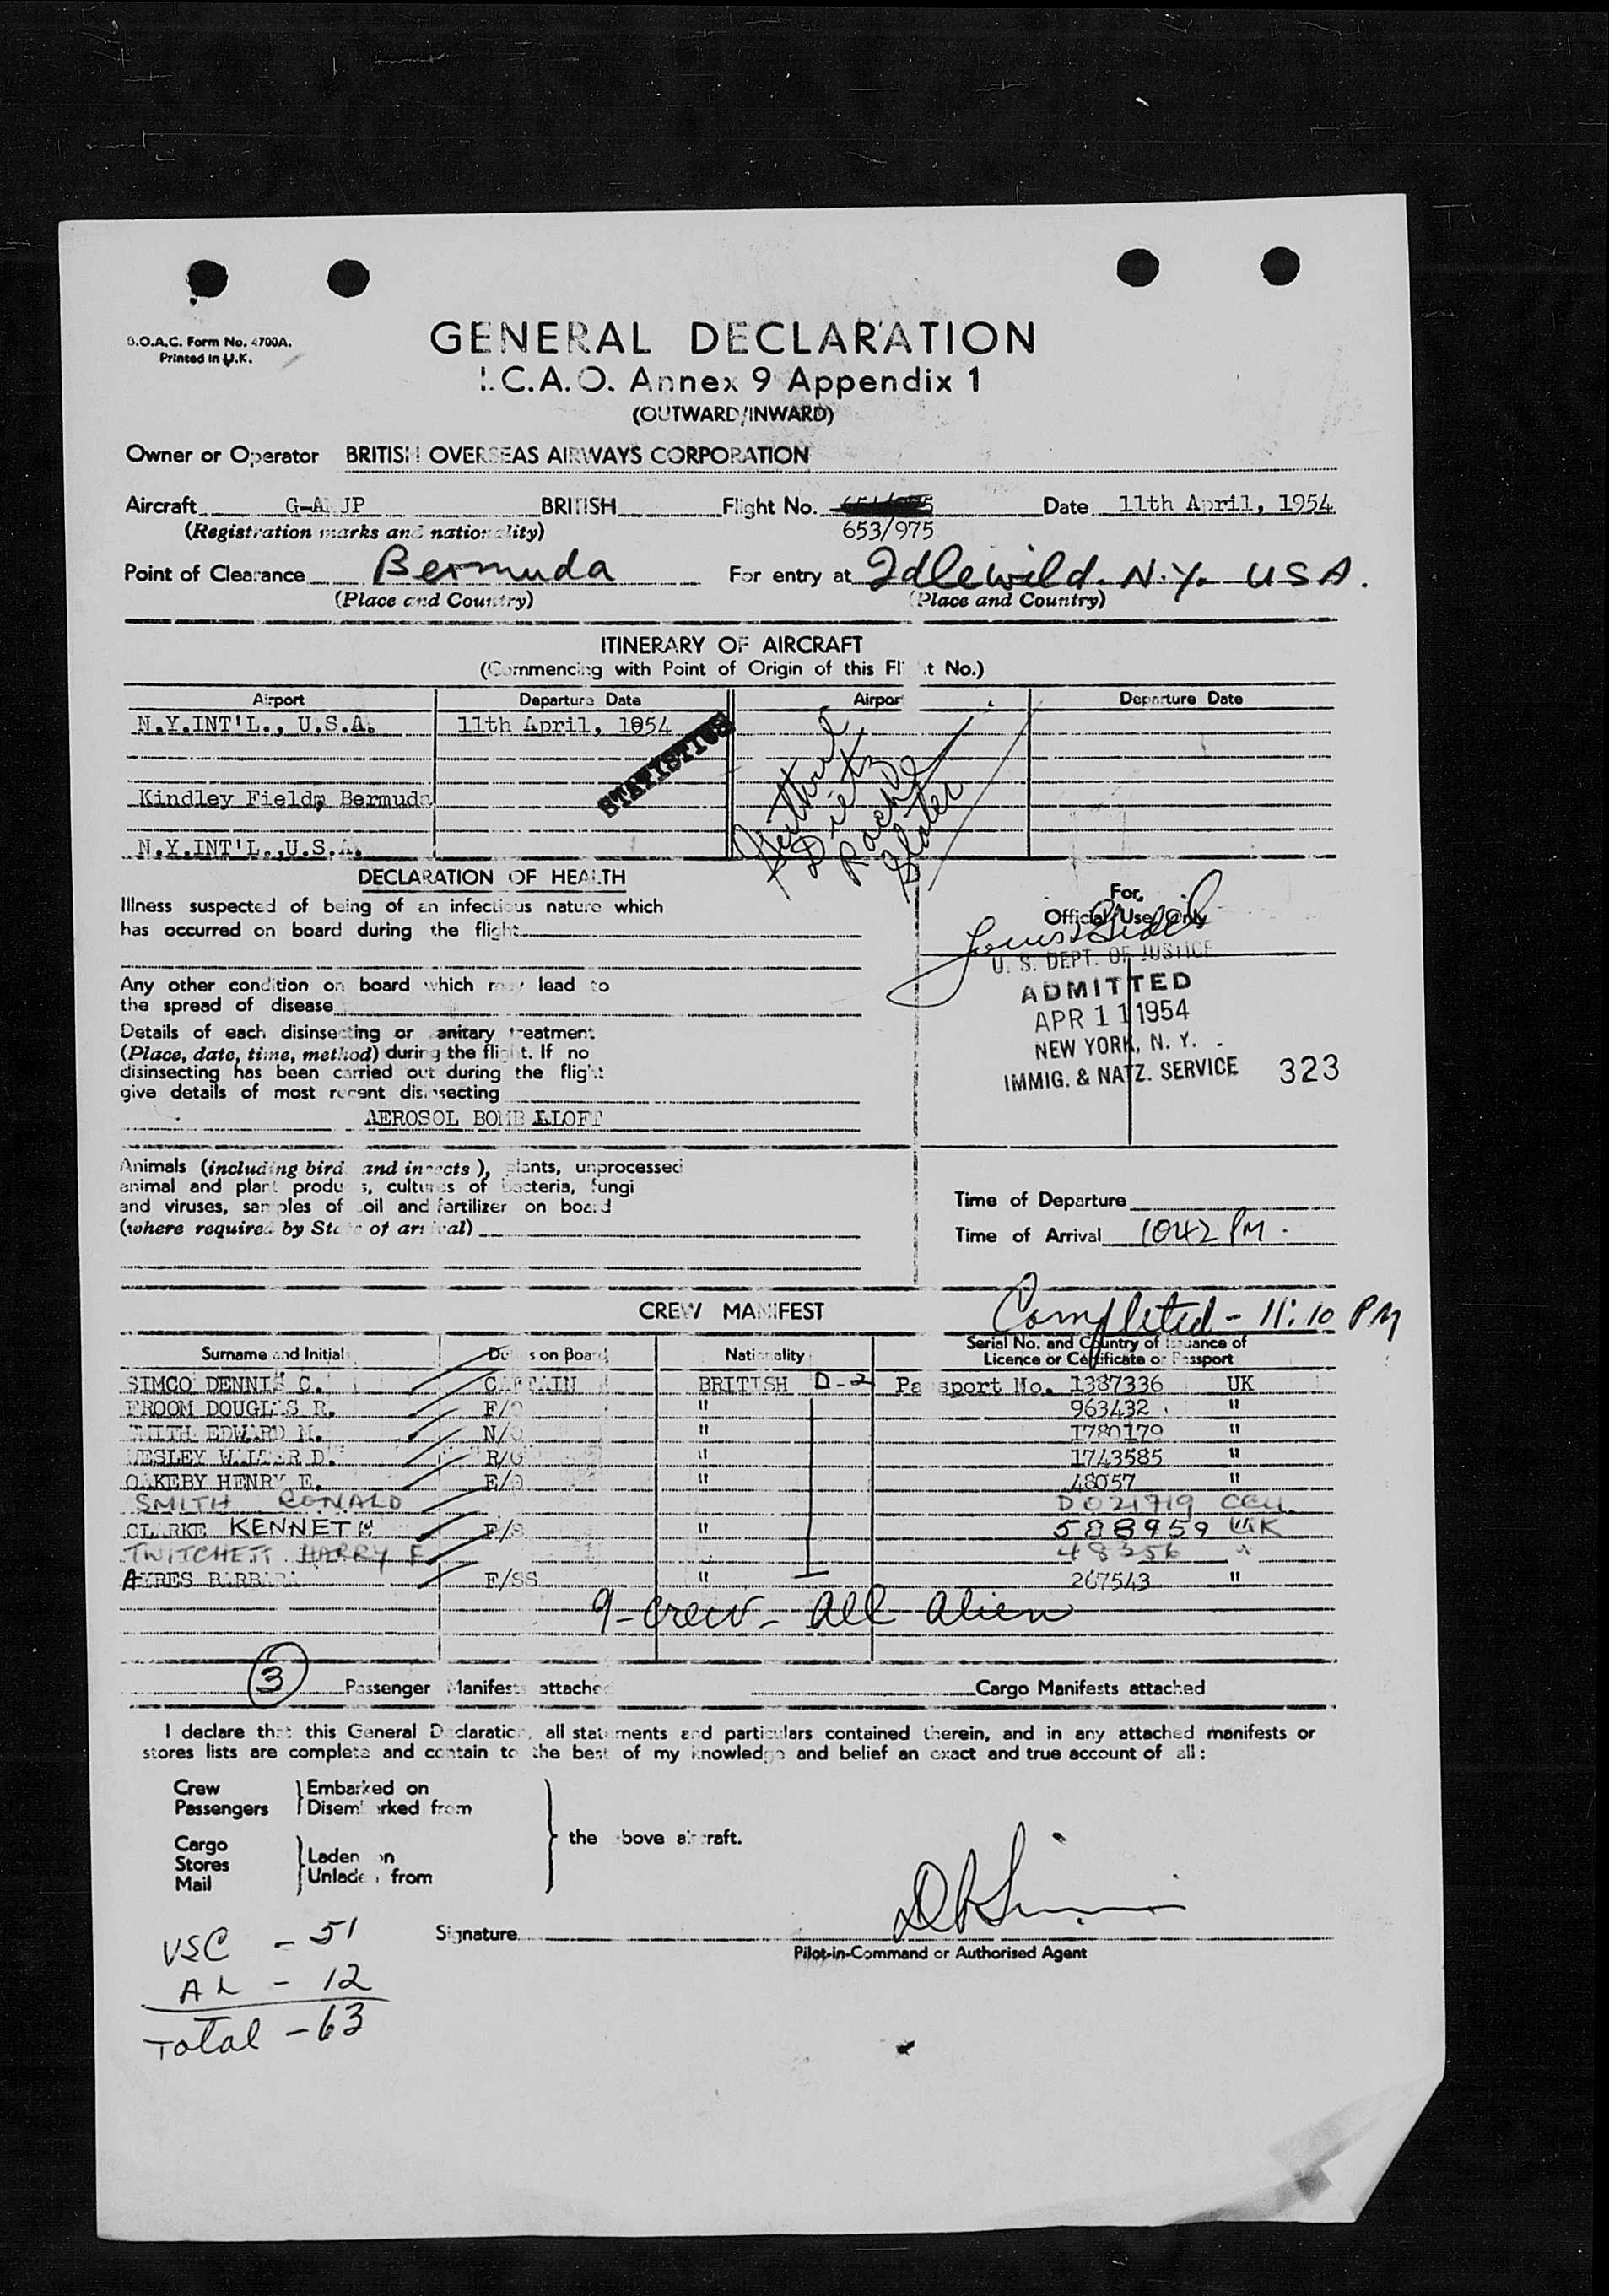 B.O.A.C. Form No. 4700A.
Printed in U.K.
GENERAL DECLARATION
I.C.A.O. Annex 9 Appendix 1
(OUTWARD/INWARD)
Owner or Operator BRITISH OVERSEAS AIRWAYS CORPORATION
Aircraft G-A JP BRITISH Flight No. Date 11th April, 1954
(Registration marks and nationality) 653/975
Point of Clearance Bermuda For entry at Idlewild. N.Y. USA.
(Place and Country) (Place and Country)
ITINERARY OF AIRCRAFT
(Commencing with Point of Origin of this Flight No.)
Airport Departure Date Airport Departure Date
N.Y.INT'L., U.S.A. 11th April, 1954
STATISTICS
Kindley Field, Bermuda
N.Y.INT'L.,U.S.A.
DECLARATION OF HEALTH
Illness suspected of being of an infectious nature which
has occurred on board during the flight
Any other condition on board which may lead to
the spread of disease
Details of each disinsecting or sanitary treatment
(Place, date, time, method) during the flight. If no
disinsecting has been carried out during the flight
give details of most recent disinsecting
AEROSOL BOMB ALOFT
For
Official Use Only
U. S. DEPT. OF JUSTICE
ADMITTED
APR 11 1954
NEW YORK, N. Y.
IMMIG. & NATZ. SERVICE 323
Animals (including birds and insects), plants, unprocessed
animal and plant products, cultures of bacteria, fungi
and viruses, samples of soil and fertilizer on board
(where required by State of arrival)
Time of Departure
Time of Arrival 1042 PM.
CREW MANIFEST
Completed - 11:10 PM
Surname and Initials Duties on Board Nationality Serial No. and Country of Issuance of
Licence or Certificate or Passport
SIMCO DENNIS C. CAPTAIN BRITISH D-2 Passport No. 1387336 UK
FROOM DOUGLAS R. F/O " 963432 "
SMITH EDWARD M. N/O " 1780179 "
WESLEY WALTER D. R/O " 1743585 "
OAKEBY HENRY E. E/O " 48057 "
SMITH RONALD D021719
CLARKE KENNETH F/S " 588959 UK
TWITCHETT HARRY F 48356 "
AYRES BARBARA F/SS " 267543 "
9-Crew - All Alien
3 Passenger Manifests attached Cargo Manifests attached
I declare that this General Declaration, all statements and particulars contained therein, and in any attached manifests or
stores lists are complete and contain to the best of my knowledge and belief an exact and true account of all:
Crew Embarked on
Passengers Disembarked from
the above aircraft.
Cargo
Stores Laden on
Mail Unladen from
Signature
Pilot-in-Command or Authorised Agent
USC - 51
AL - 12
Total - 63